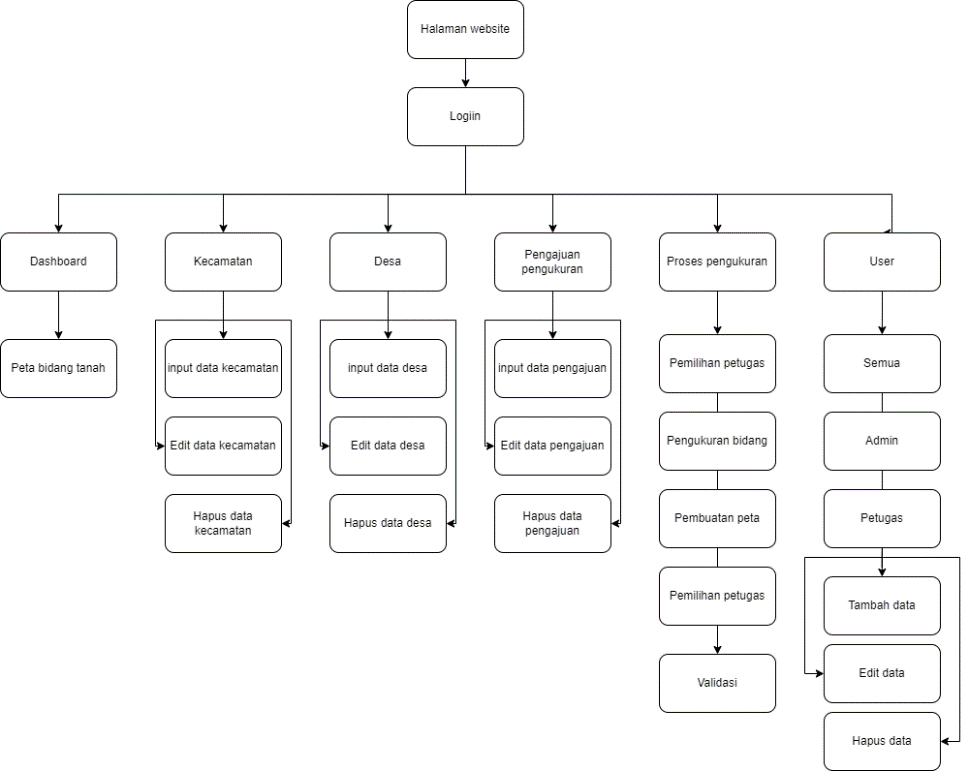 Halaman website
Logiin
Dashboard
Kecamatan
Desa
Pengajuan
pengukuran
Proses pengukuran
User
Peta bidang tanah
input data kecamatan
input data desa
input data pengajuan
Pemilihan petugas
Semua
Edit data kecamatan
Edit data desa
Edit data pengajuan
Pengukuran bidang
Admin
Hapus data
kecamatan
Hapus data desa
Hapus data
pengajuan
Pembuatan peta
Petugas
Pemilihan petugas
Tambah data
Validasi
Edit data
Hapus data